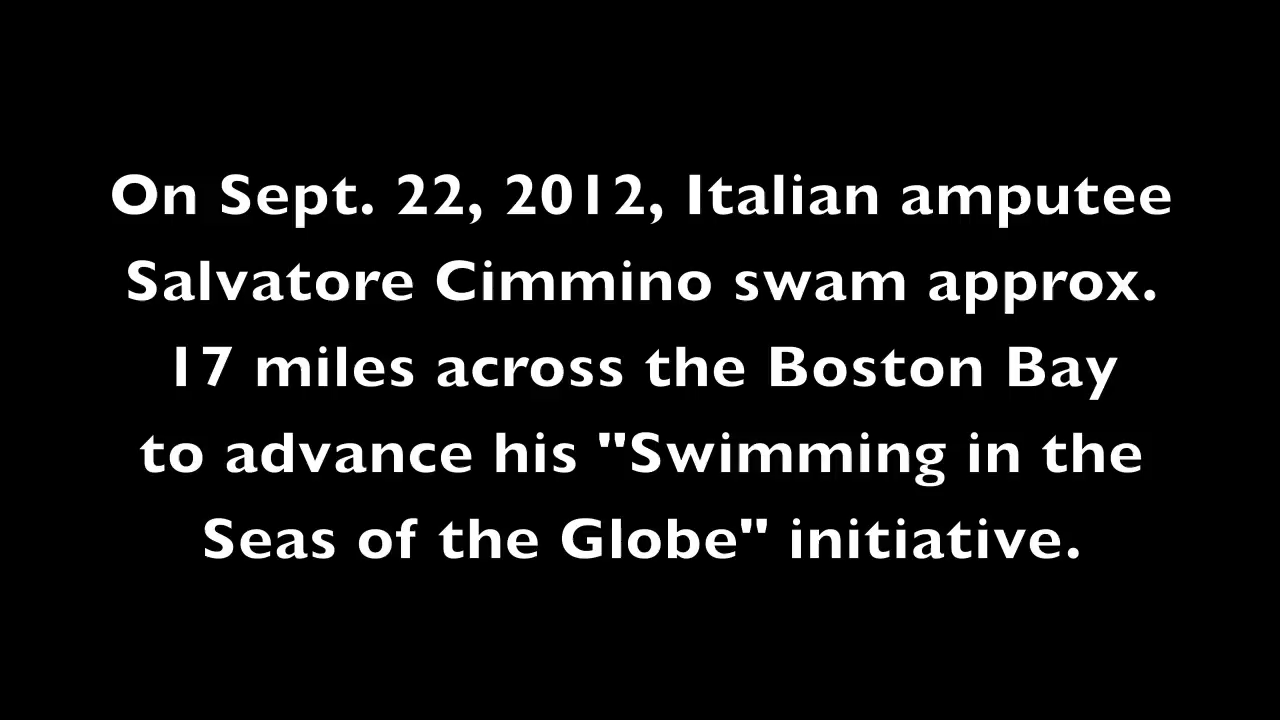 On Sept. 22, 2012, Italian amputee
Salvatore Cimmino swam approx.
17 miles across the Boston Bay
to advance his "Swimming in the
Seas of the Globe" initiative.